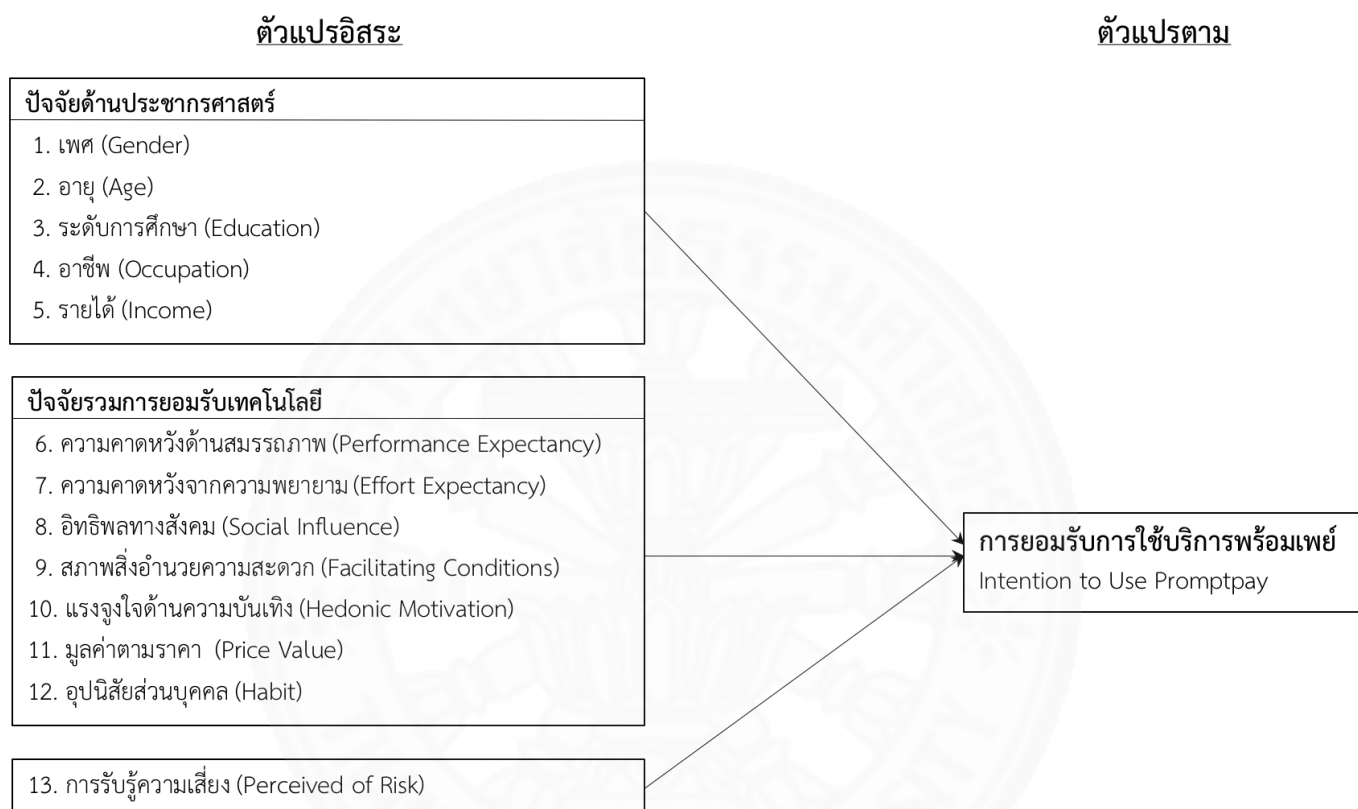 ตัวแปรอิสระ
ตัวแปรตาม
ปัจจัยด้านประชากรศาสตร์
1. เพศ (Gender)
2. อายุ (Age)
3. ระดับการศึกษา (Education)
4. อาชีพ (Occupation)
5. รายได้ (Income)
ปัจจัยรวมการยอมรับเทคโนโลยี
6. ความคาดหวังด้านสมรรถภาพ (Performance Expectancy)
7. ความคาดหวังจากความพยายาม (Effort Expectancy)
8. อิทธิพลทางสังคม (Social Influence)
9. สภาพสิ่งอำนวยความสะดวก (Facilitating Conditions)
10. แรงจูงใจด้านความบันเทิง (Hedonic Motivation)
11. มูลค่าตามราคา (Price Value)
12. อุปนิสัยส่วนบุคคล (Habit)
13. การรับรู้ความเสี่ยง (Perceived of Risk)
การยอมรับการใช้บริการพร้อมเพย์
Intention to Use Promptpay